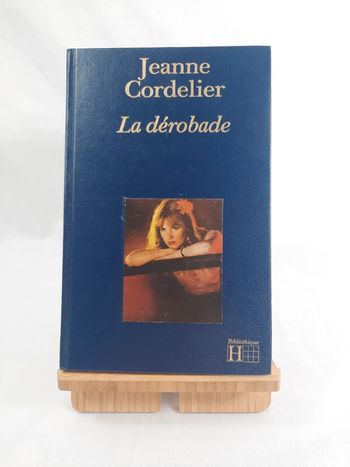 Jeanne
Cordelier
La dérobade
Bibliothèque
H